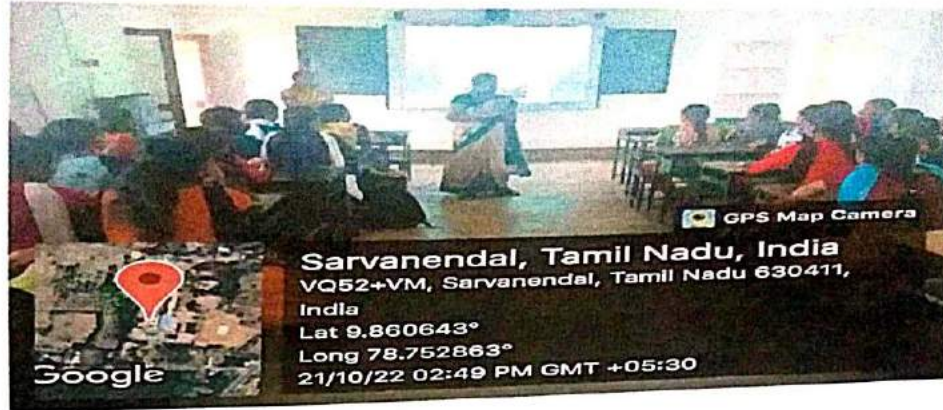 GPS Map Camera
Sarvanendal, Tamil Nadu, India
VQ52+VM, Sarvanendal, Tamil Nadu 630411,
India
Lat 9.860643°
Long 78.752863°
21/10/22 02:49 PM GMT +05:30
Google